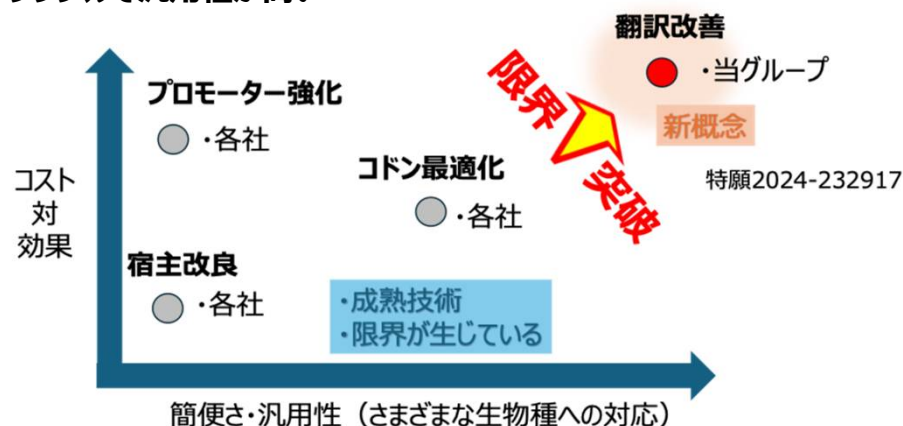 翻訳改善
・当グループ
新概念
特願2024-232917
限界
突破
プロモーター強化
・各社
コドン最適化
・各社
宿主改良
・各社
・成熟技術
・限界が生じている
コスト
対
効果
簡便さ・汎用性（さまざまな生物種への対応）